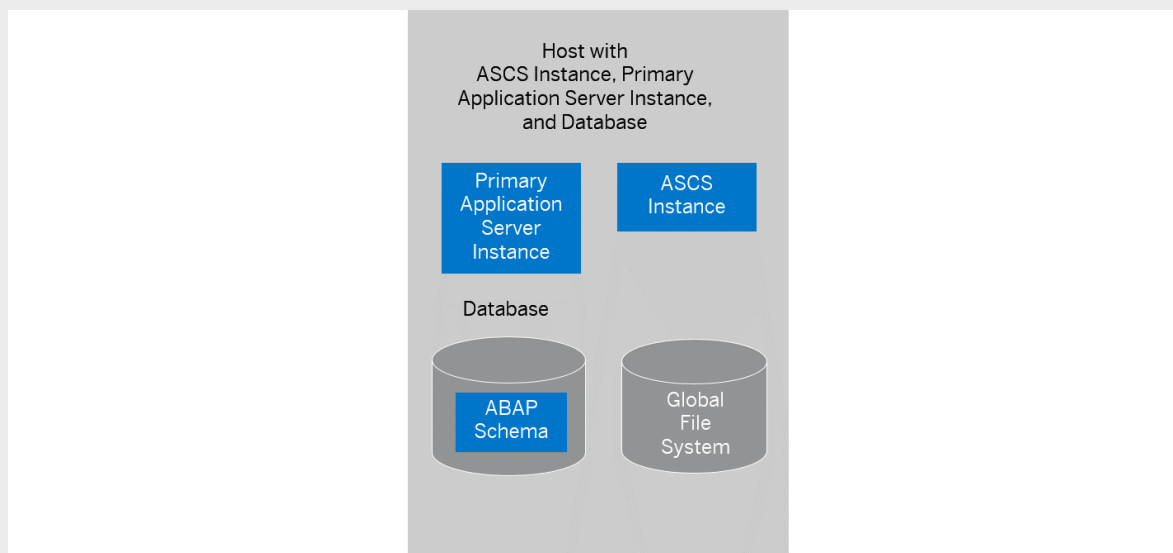 Host with
ASCS Instance, Primary
Application Server Instance,
and Database
Primary
Application
Server
Instance
ASCS
Instance
Database
ABAP
Schema
Global
File
System